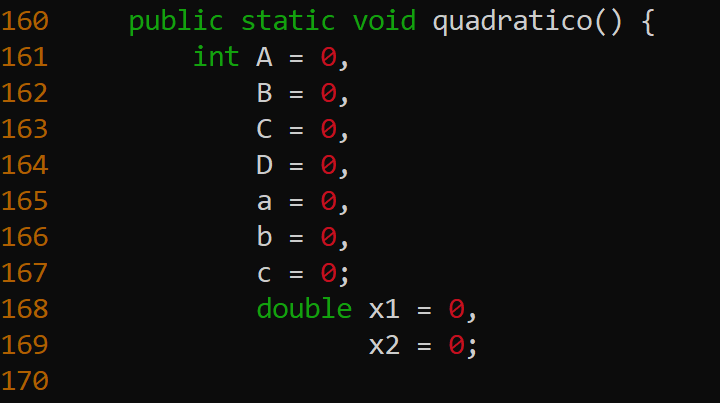 160     public static void quadratico() {
161         int A = 0,
162             B = 0,
163             C = 0,
164             D = 0,
165             a = 0,
166             b = 0,
167             c = 0;
168             double x1 = 0,
169                    x2 = 0;
170